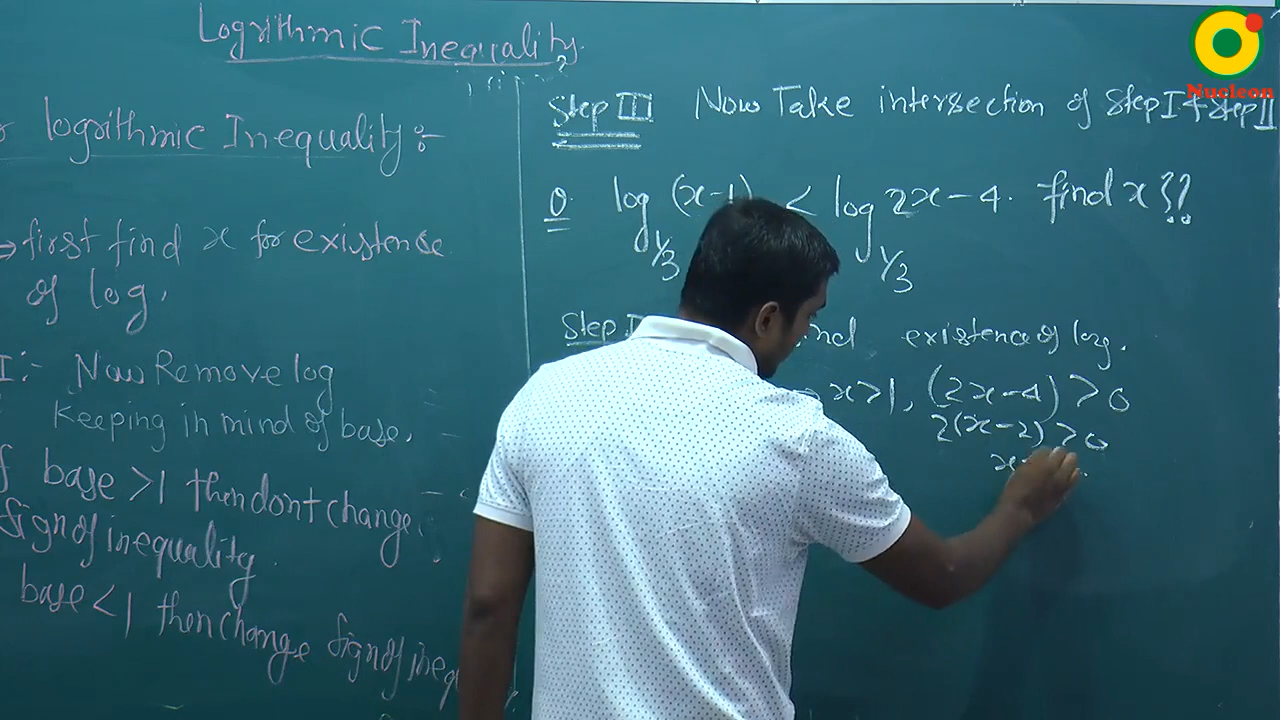 Logrithmic Inequality
logrithmic Inequality :-
→ first find x for existence
of log.
I :- Now Remove log
Keeping in mind of base.
base >1 then dont change
Sign of inequality.
base <1 then change Sign of
Step III Now Take intersection of Step I & Step II
Q. log 1/3 (x-1) < log 1/3 2x-4. find x?!
Step existence of log.
x>1, (2x-4) >0
2(x-2) >0
x
Nucleon